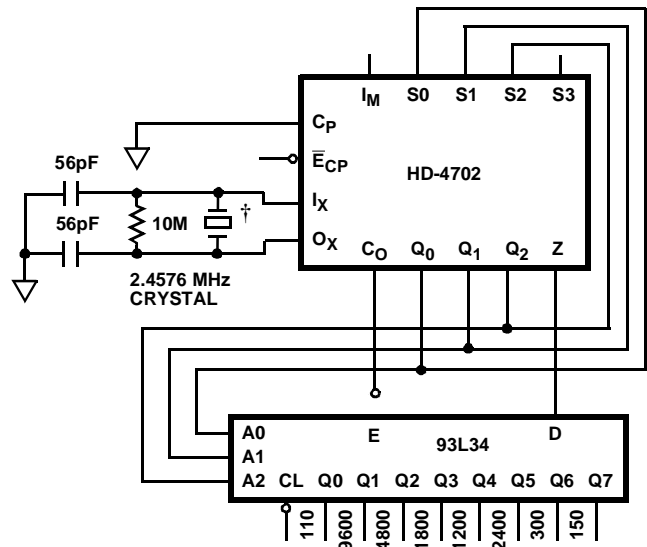 I_M S0 S1 S2 S3
C_P
E̅_CP
HD-4702
I_X
O_X
C_O Q_0 Q_1 Q_2 Z
56pF
56pF
10M
†
2.4576 MHz
CRYSTAL
A0
A1
A2
E
D
93L34
CL Q0 Q1 Q2 Q3 Q4 Q5 Q6 Q7
110
9600
4800
1800
1200
2400
300
150